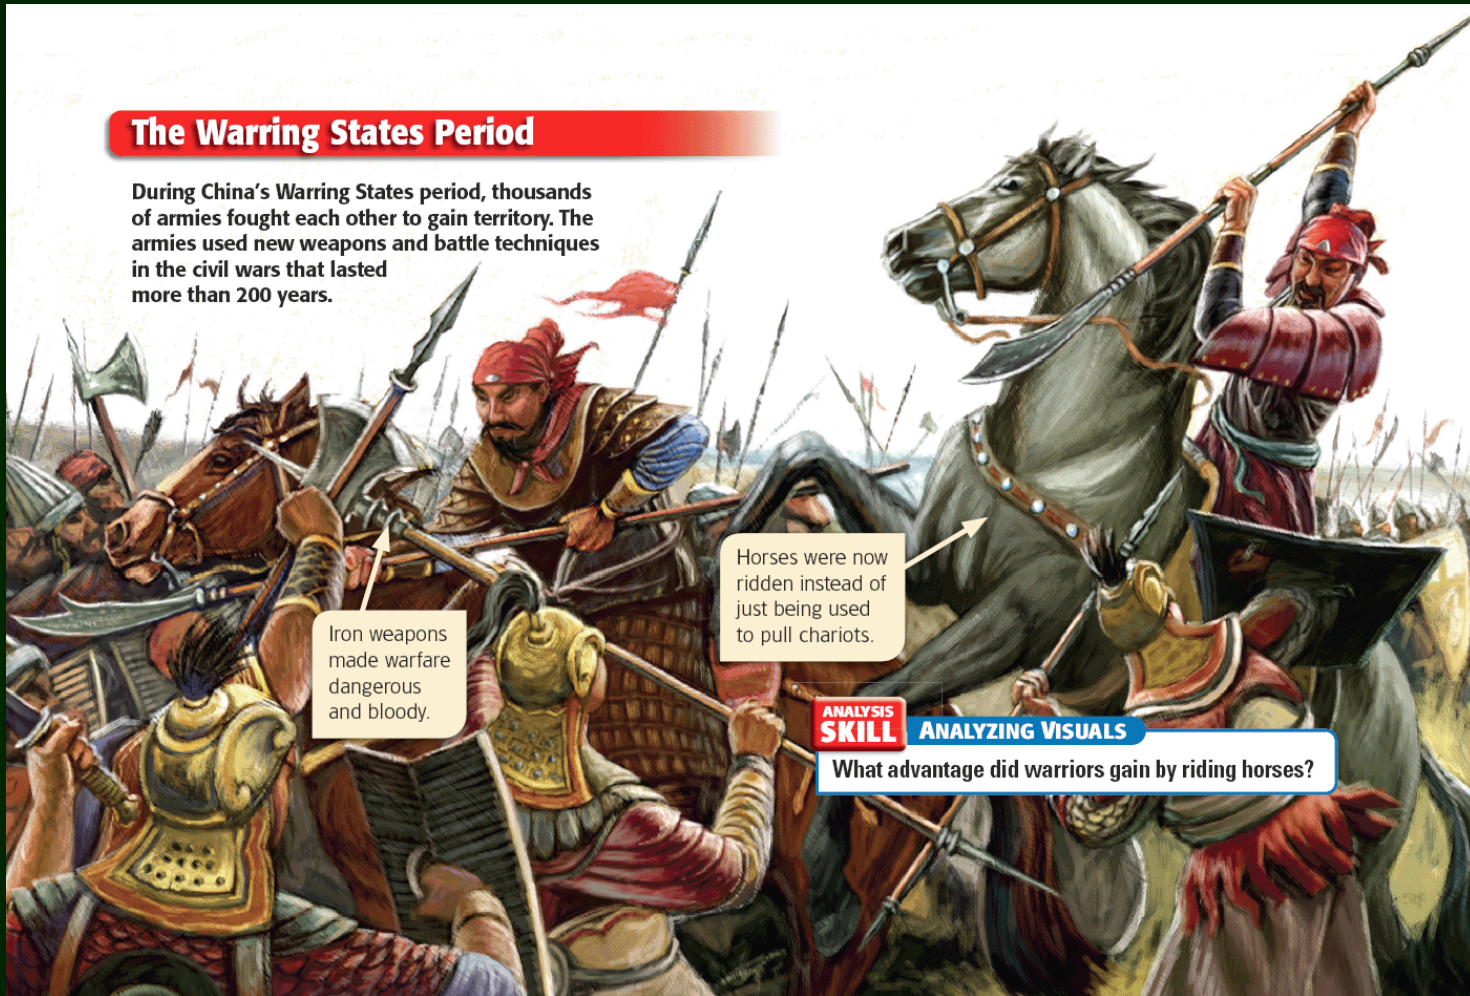 The Warring States Period
During China's Warring States period, thousands
of armies fought each other to gain territory. The
armies used new weapons and battle techniques
in the civil wars that lasted
more than 200 years.
Iron weapons
made warfare
dangerous
and bloody.
Horses were now
ridden instead of
just being used
to pull chariots.
ANALYSIS
SKILL
ANALYZING VISUALS
What advantage did warriors gain by riding horses?